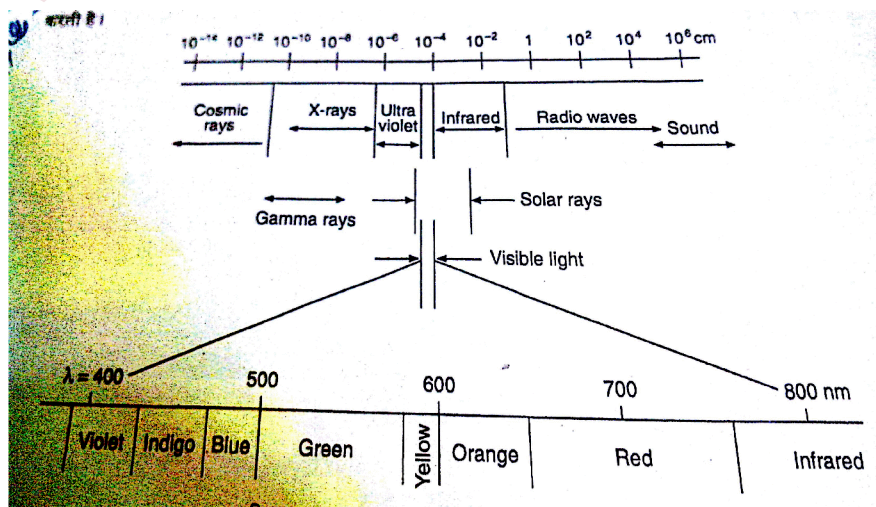 करती है।
10⁻¹⁴ 10⁻¹² 10⁻¹⁰ 10⁻⁸ 10⁻⁶ 10⁻⁴ 10⁻² 1 10² 10⁴ 10⁶ cm
Cosmic rays X-rays Ultra violet Infrared Radio waves Sound
Gamma rays Solar rays
Visible light
λ = 400 500 600 700 800 nm
Violet Indigo Blue Green Yellow Orange Red Infrared